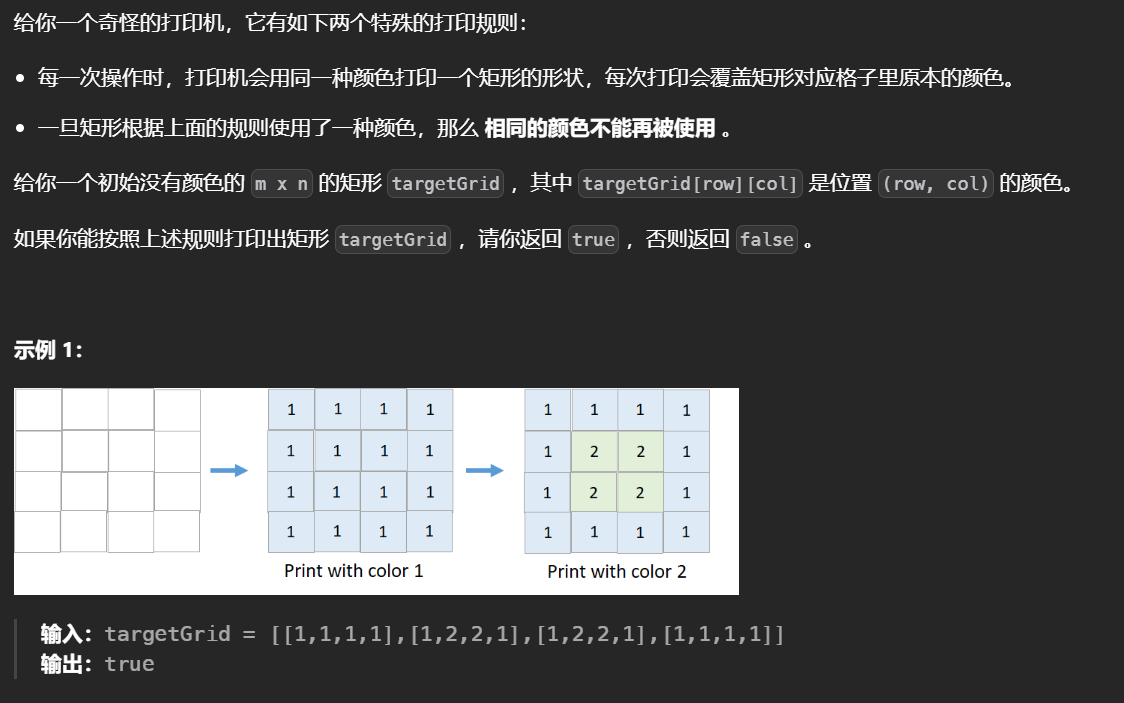 给你一个奇怪的打印机，它有如下两个特殊的打印规则：
• 每一次操作时，打印机会用同一种颜色打印一个矩形的形状，每次打印会覆盖矩形对应格子里原本的颜色。
• 一旦矩形根据上面的规则使用了一种颜色，那么 相同的颜色不能再被使用 。
给你一个初始没有颜色的 m x n 的矩形 targetGrid ，其中 targetGrid[row][col] 是位置 (row, col) 的颜色。
如果你能按照上述规则打印出矩形 targetGrid ，请你返回 true ，否则返回 false 。
示例 1：
1 1 1 1 1 1 1 1
1 1 1 1 1 2 2 1
1 1 1 1 1 2 2 1
1 1 1 1 1 1 1 1
Print with color 1 Print with color 2
输入：targetGrid = [[1,1,1,1],[1,2,2,1],[1,2,2,1],[1,1,1,1]]
输出：true